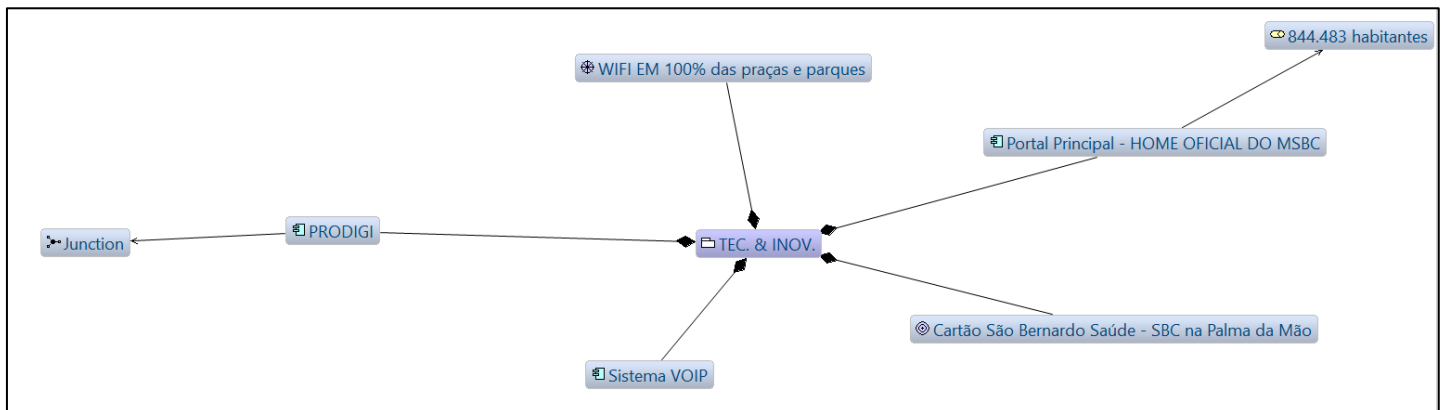 844.483 habitantes
WIFI EM 100% das praças e parques
Portal Principal - HOME OFICIAL DO MSBC
PRODIGI
Junction
TEC. & INOV.
Cartão São Bernardo Saúde - SBC na Palma da Mão
Sistema VOIP